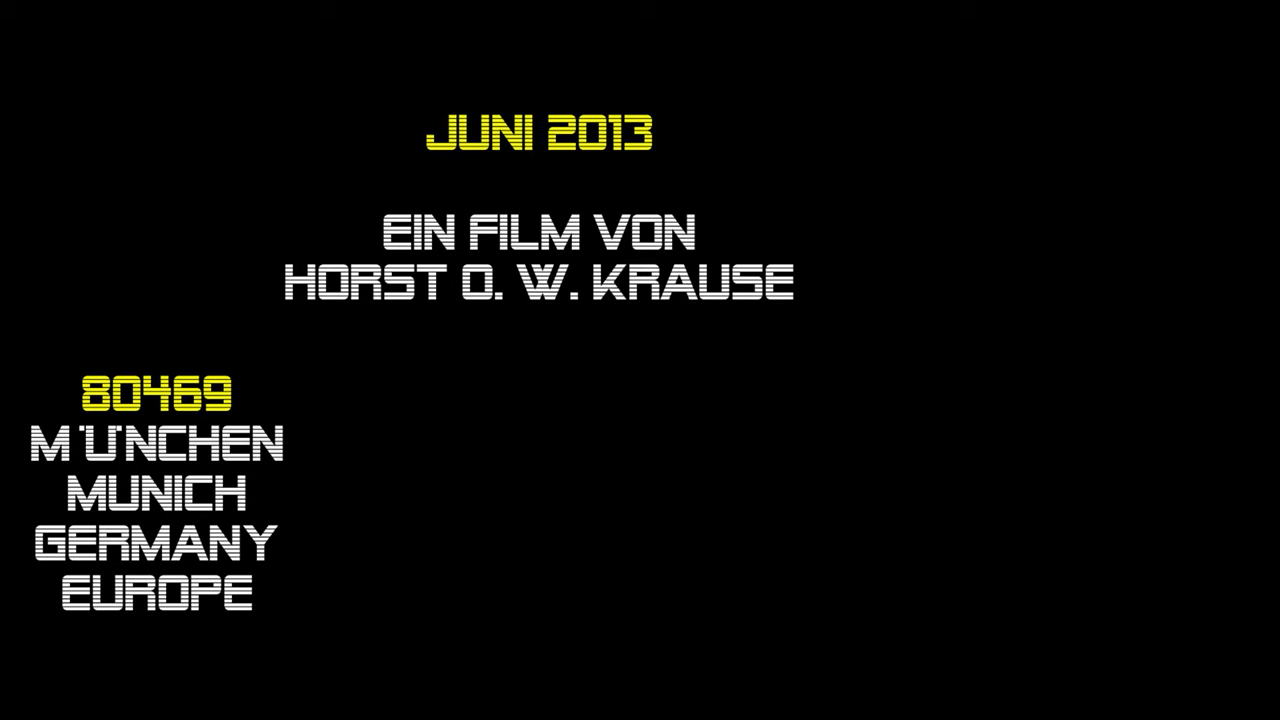 JUNI 2013
EIN FILM VON
HORST O. W. KRAUSE
80469
MÜNCHEN
MUNICH
GERMANY
EUROPE